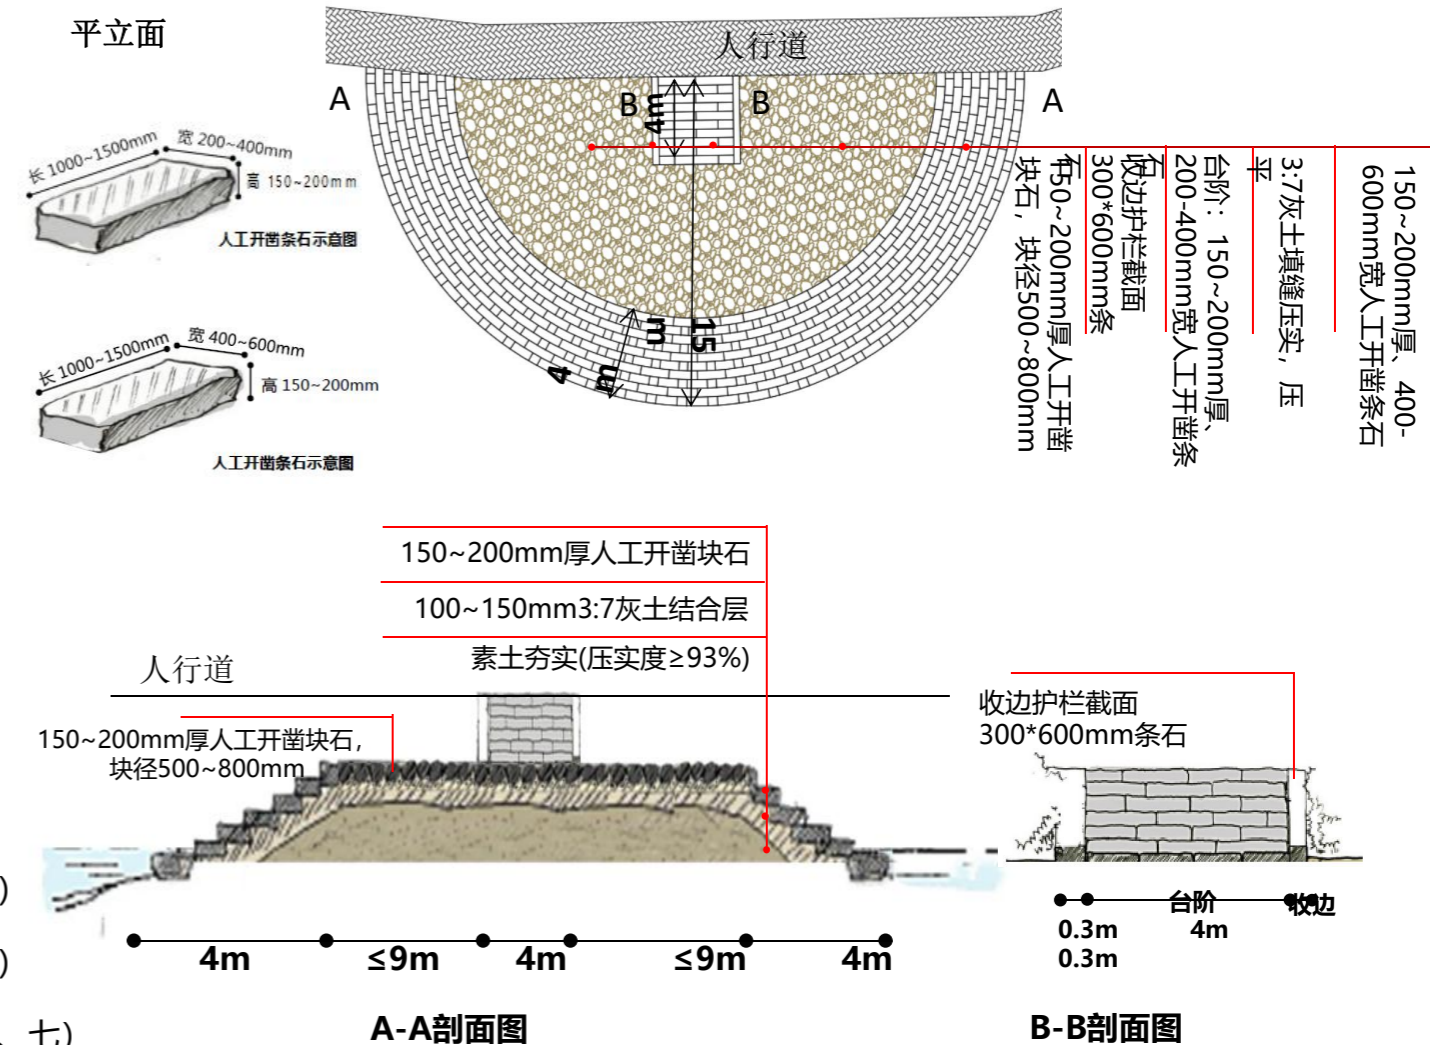 平立面
人行道
A
A
B
B
4m
15
m
4
m
长 1000~1500mm
宽 200~400mm
高 150~200mm
人工开凿条石示意图
长 1000~1500mm
宽 400~600mm
高 150~200mm
人工开凿条石示意图
150~200mm厚、400-
600mm宽人工开凿条石
3:7灰土填缝压实，压
平
台阶：150~200mm厚、
200-400mm宽人工开凿条
石
收边护栏截面
300*600mm条
石
150~200mm厚人工开凿
块石，块径500~800mm
150~200mm厚人工开凿块石
100~150mm3:7灰土结合层
素土夯实(压实度≥93%)
人行道
150~200mm厚人工开凿块石，
块径500~800mm
收边护栏截面
300*600mm条石
4m
≤9m
4m
≤9m
4m
台阶
收边
0.3m
4m
0.3m
)
)
、七)
A-A剖面图
B-B剖面图